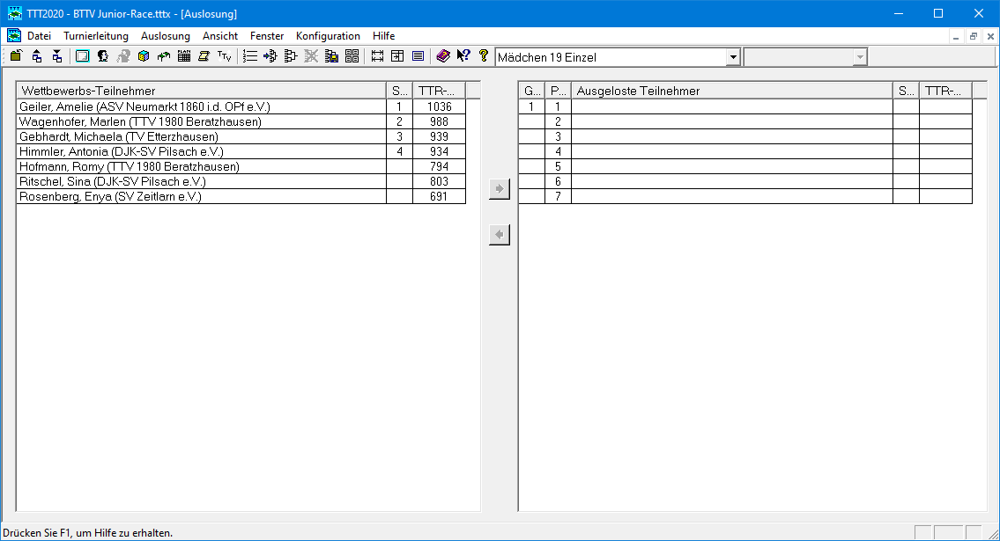 TTT2020 - BTTV Junior-Race.tttx - [Auslosung]
Datei Turnierleitung Auslosung Ansicht Fenster Konfiguration Hilfe
Mädchen 19 Einzel
Wettbewerbs-Teilnehmer S... TTR-...
Geiler, Amelie (ASV Neumarkt 1860 i.d. OPf e.V.) 1 1036
Wagenhofer, Marlen (TTV 1980 Beratzhausen) 2 988
Gebhardt, Michaela (TV Etterzhausen) 3 939
Himmler, Antonia (DJK-SV Pilsach e.V.) 4 934
Hofmann, Romy (TTV 1980 Beratzhausen) 794
Ritschel, Sina (DJK-SV Pilsach e.V.) 803
Rosenberg, Enya (SV Zeitlarn e.V.) 691
G... P... Ausgeloste Teilnehmer S... TTR-...
1 1
2
3
4
5
6
7
Drücken Sie F1, um Hilfe zu erhalten.